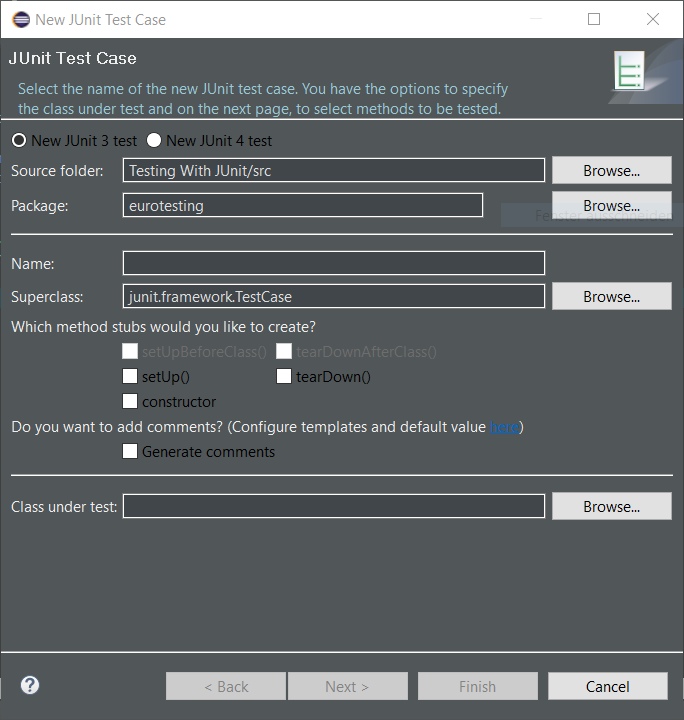 New JUnit Test Case
JUnit Test Case
Select the name of the new JUnit test case. You have the options to specify
the class under test and on the next page, to select methods to be tested.
New JUnit 3 test New JUnit 4 test
Source folder: Testing With JUnit/src Browse...
Package: eurotesting Browse...
Fenster ausschneiden
Name:
Superclass: junit.framework.TestCase Browse...
Which method stubs would you like to create?
setUpBeforeClass() tearDownAfterClass()
setUp() tearDown()
constructor
Do you want to add comments? (Configure templates and default value here)
Generate comments
Class under test: Browse...
? < Back Next > Finish Cancel